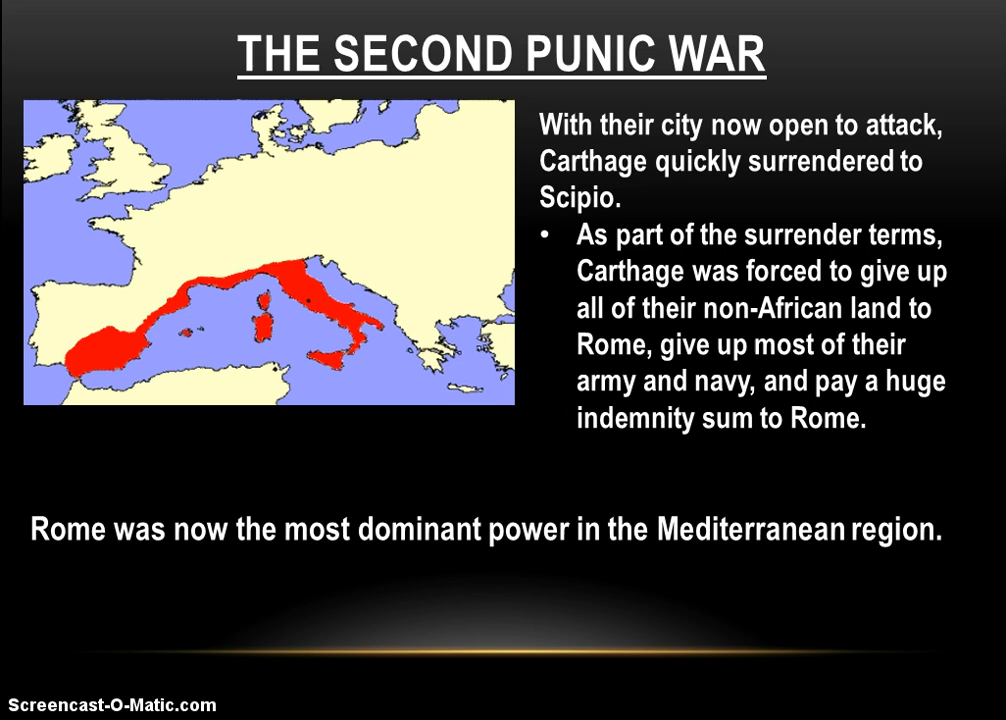 THE SECOND PUNIC WAR
With their city now open to attack,
Carthage quickly surrendered to
Scipio.
• As part of the surrender terms,
Carthage was forced to give up
all of their non-African land to
Rome, give up most of their
army and navy, and pay a huge
indemnity sum to Rome.
Rome was now the most dominant power in the Mediterranean region.
Screencast-O-Matic.com